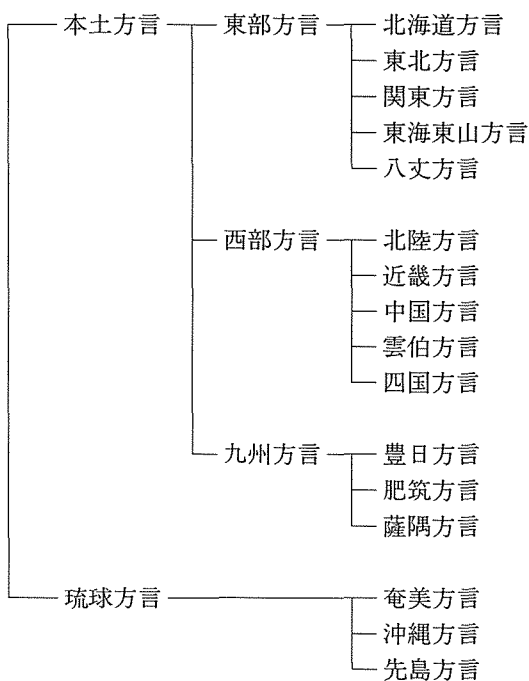 本土方言 東部方言 北海道方言
東北方言
関東方言
東海東山方言
八丈方言
西部方言 北陸方言
近畿方言
中国方言
雲伯方言
四国方言
九州方言 豊日方言
肥筑方言
薩隅方言
琉球方言 奄美方言
沖縄方言
先島方言